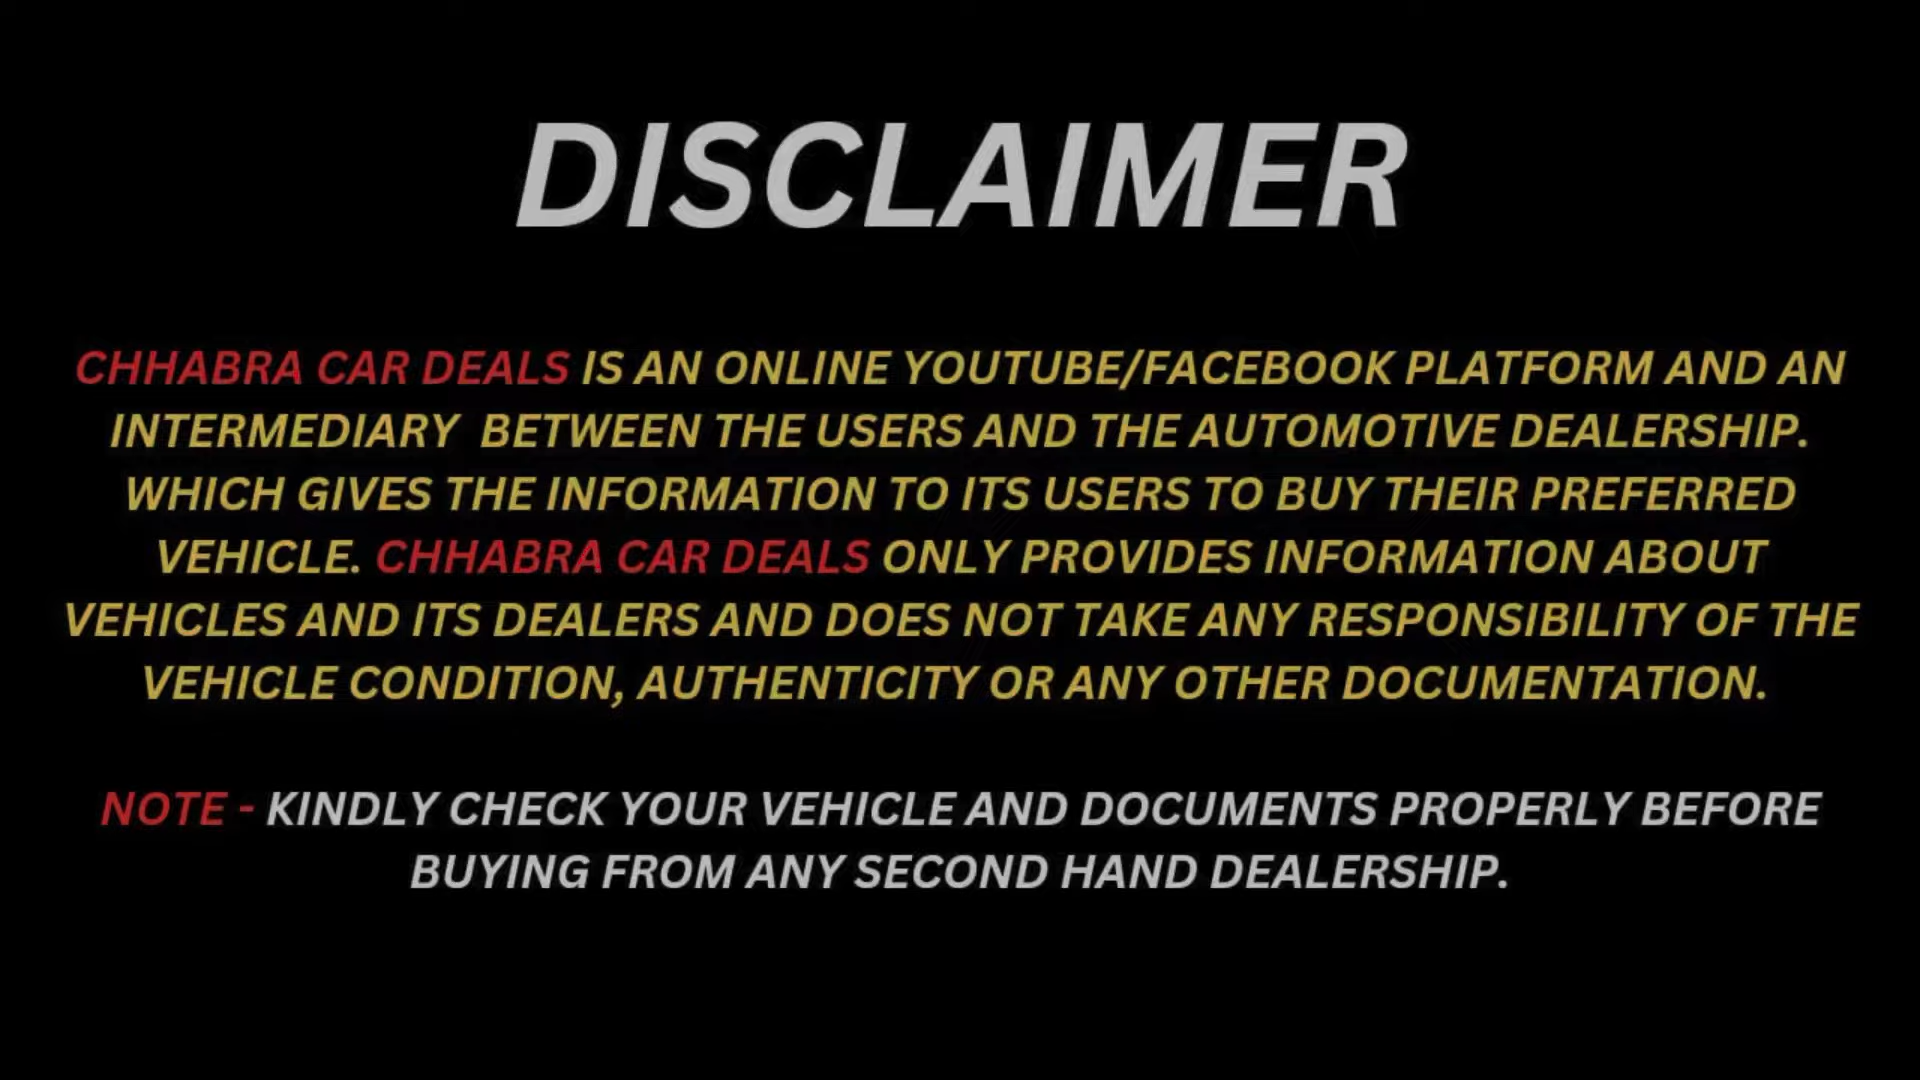 DISCLAIMER
CHHABRA CAR DEALS IS AN ONLINE YOUTUBE/FACEBOOK PLATFORM AND AN
INTERMEDIARY BETWEEN THE USERS AND THE AUTOMOTIVE DEALERSHIP.
WHICH GIVES THE INFORMATION TO ITS USERS TO BUY THEIR PREFERRED
VEHICLE. CHHABRA CAR DEALS ONLY PROVIDES INFORMATION ABOUT
VEHICLES AND ITS DEALERS AND DOES NOT TAKE ANY RESPONSIBILITY OF THE
VEHICLE CONDITION, AUTHENTICITY OR ANY OTHER DOCUMENTATION.
NOTE - KINDLY CHECK YOUR VEHICLE AND DOCUMENTS PROPERLY BEFORE
BUYING FROM ANY SECOND HAND DEALERSHIP.